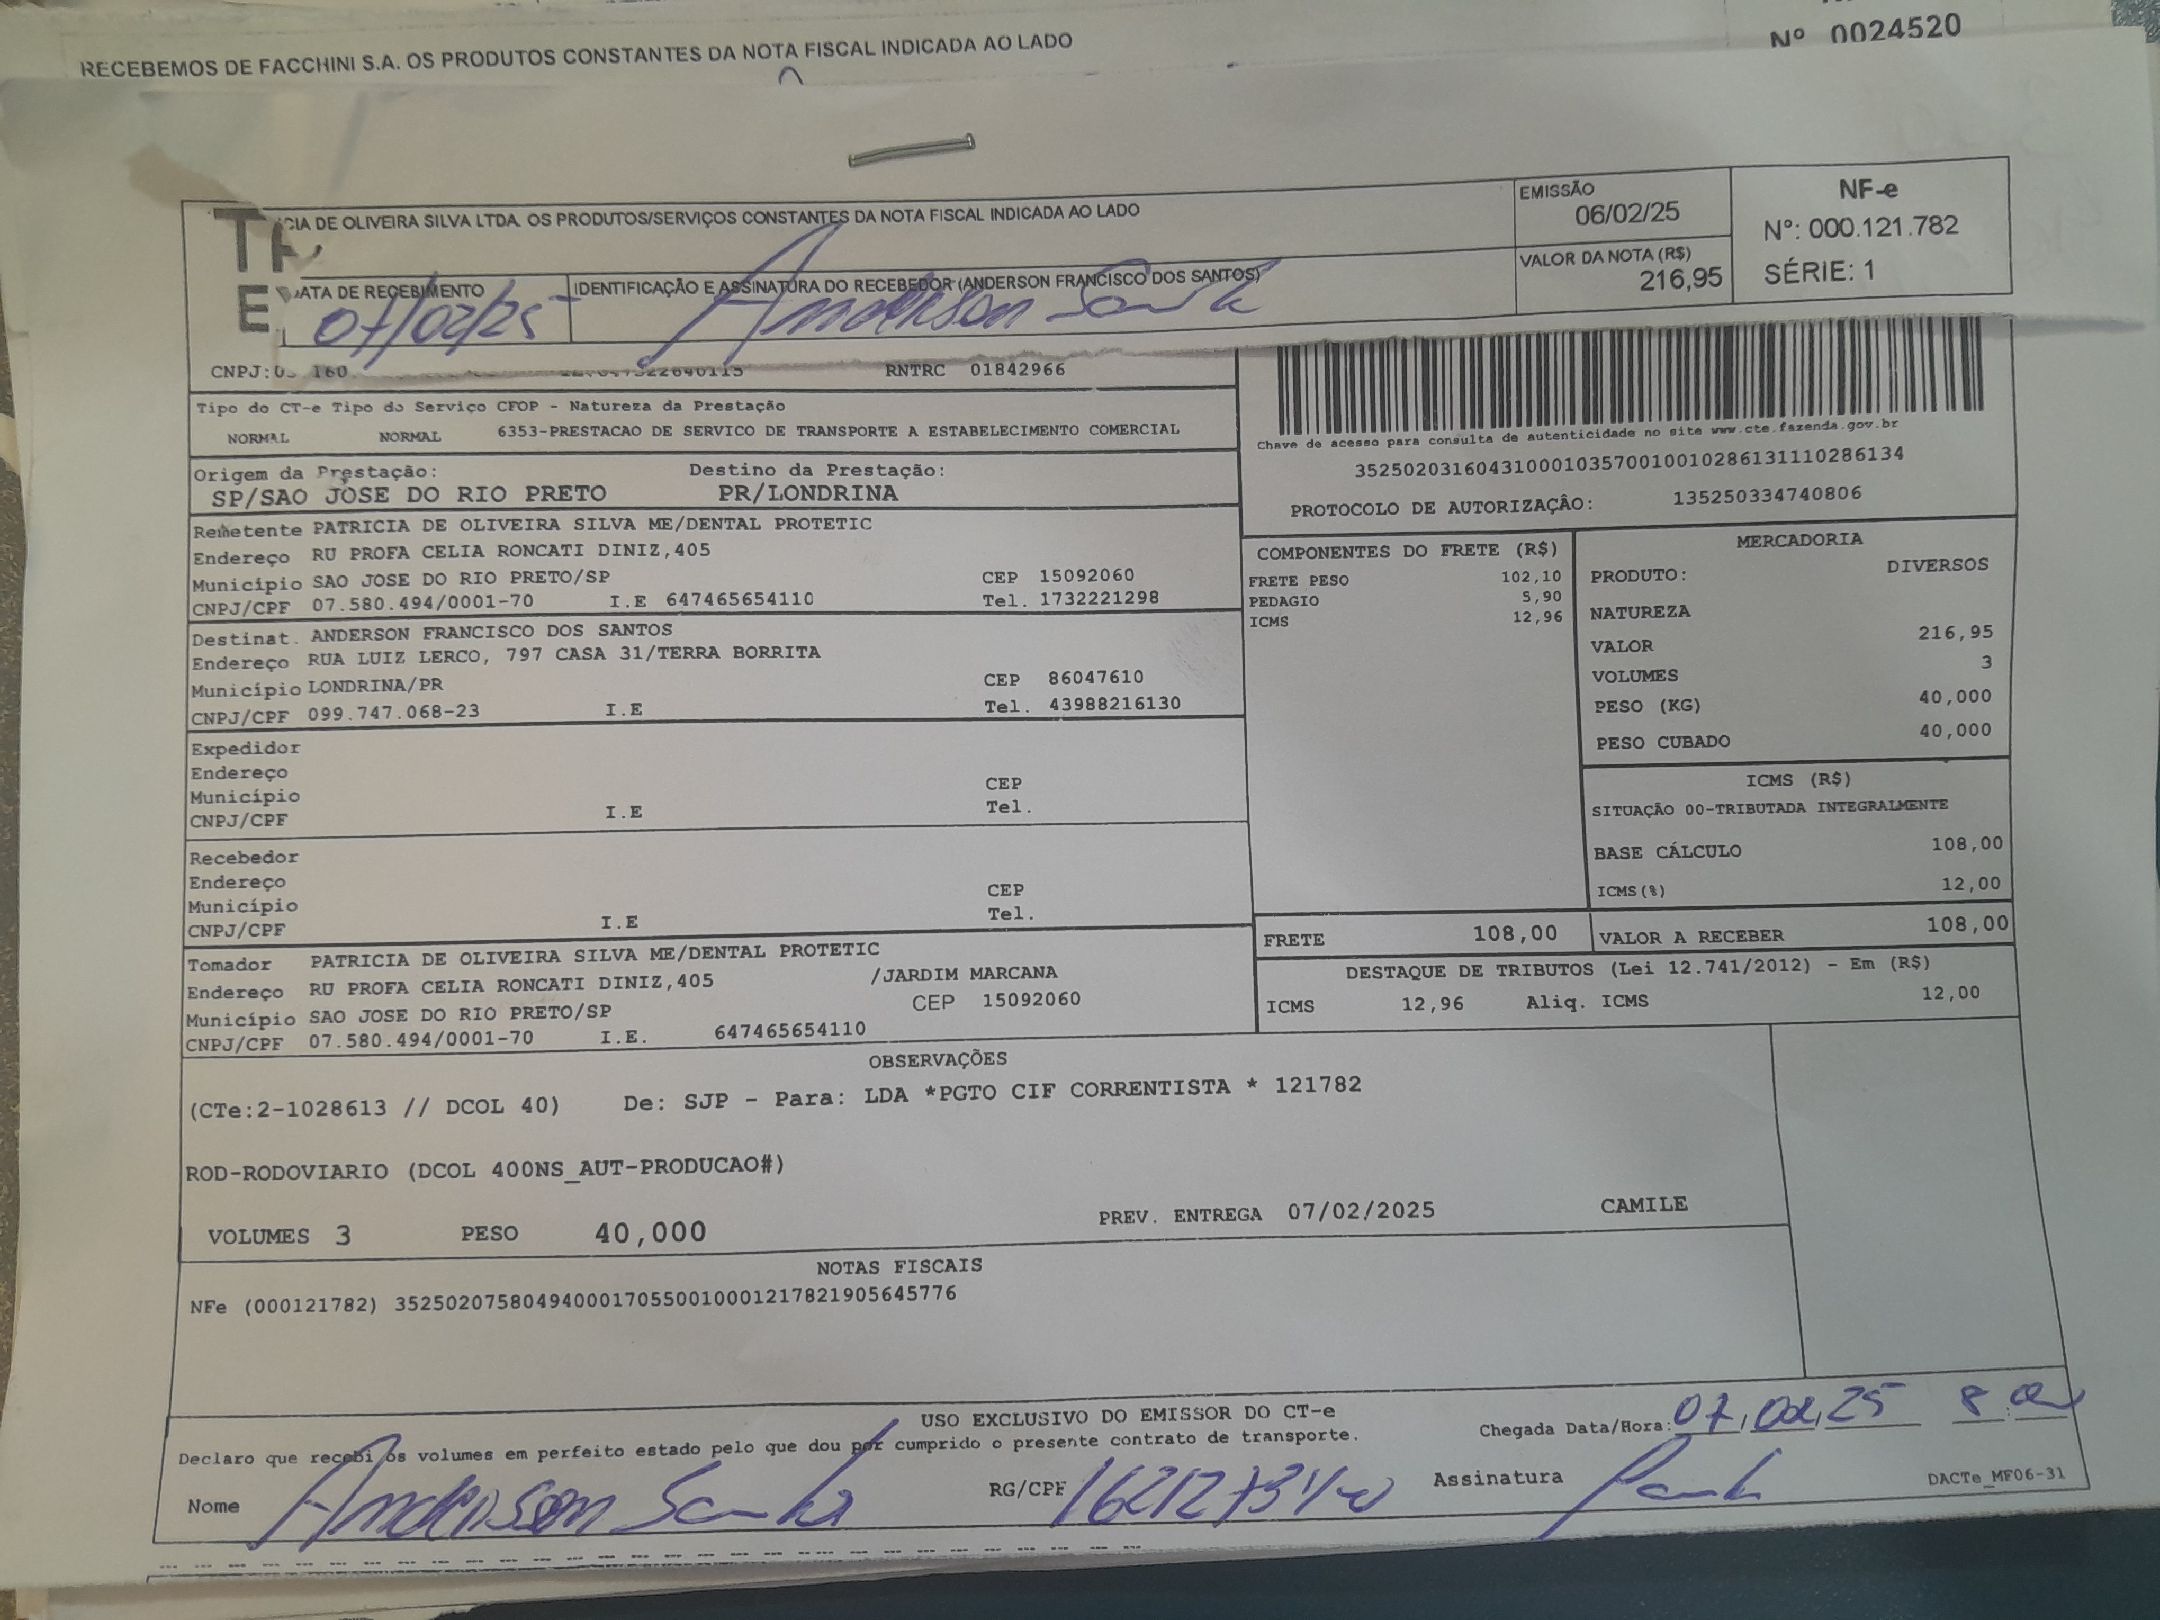 RECEBEMOS DE FACCHINI S.A. OS PRODUTOS CONSTANTES DA NOTA FISCAL INDICADA AO LADO
Nº 0024520
CIA DE OLIVEIRA SILVA LTDA. OS PRODUTOS/SERVIÇOS CONSTANTES DA NOTA FISCAL INDICADA AO LADO
EMISSÃO
06/02/25
VALOR DA NOTA (R$)
216,95
NF-e
Nº: 000.121.782
SÉRIE: 1
DATA DE RECEBIMENTO
07/02/25
IDENTIFICAÇÃO E ASSINATURA DO RECEBEDOR (ANDERSON FRANCISCO DOS SANTOS)
Anderson
CNPJ: 160 RNTRC 01842966
Tipo do CT-e Tipo do Serviço CFOP - Natureza da Prestação
NORMAL NORMAL 6353-PRESTACAO DE SERVICO DE TRANSPORTE A ESTABELECIMENTO COMERCIAL
Chave de acesso para consulta de autenticidade no site www.cte.fazenda.gov.br
35250203160431000103570010010286131110286134
PROTOCOLO DE AUTORIZAÇÃO: 135250334740806
Origem da Prestação: Destino da Prestação:
SP/SAO JOSE DO RIO PRETO PR/LONDRINA
Remetente PATRICIA DE OLIVEIRA SILVA ME/DENTAL PROTETIC
Endereço RU PROFA CELIA RONCATI DINIZ,405
Município SAO JOSE DO RIO PRETO/SP CEP 15092060
CNPJ/CPF 07.580.494/0001-70 I.E 647465654110 Tel. 1732221298
Destinat. ANDERSON FRANCISCO DOS SANTOS
Endereço RUA LUIZ LERCO, 797 CASA 31/TERRA BORRITA
Município LONDRINA/PR CEP 86047610
CNPJ/CPF 099.747.068-23 I.E Tel. 43988216130
Expedidor
Endereço
Município CEP
CNPJ/CPF I.E Tel.
Recebedor
Endereço
Município CEP
CNPJ/CPF I.E Tel.
Tomador PATRICIA DE OLIVEIRA SILVA ME/DENTAL PROTETIC
Endereço RU PROFA CELIA RONCATI DINIZ,405 /JARDIM MARCANA
Município SAO JOSE DO RIO PRETO/SP CEP 15092060
CNPJ/CPF 07.580.494/0001-70 I.E. 647465654110
COMPONENTES DO FRETE (R$)
FRETE PESO 102,10
PEDAGIO 5,90
ICMS 12,96
MERCADORIA
PRODUTO: DIVERSOS
NATUREZA
VALOR 216,95
VOLUMES 3
PESO (KG) 40,000
PESO CUBADO 40,000
ICMS (R$)
SITUAÇÃO 00-TRIBUTADA INTEGRALMENTE
BASE CÁLCULO 108,00
ICMS(%) 12,00
FRETE 108,00 VALOR A RECEBER 108,00
DESTAQUE DE TRIBUTOS (Lei 12.741/2012) - Em (R$)
ICMS 12,96 Aliq. ICMS 12,00
OBSERVAÇÕES
(CTe:2-1028613 // DCOL 40) De: SJP - Para: LDA *PGTO CIF CORRENTISTA * 121782
ROD-RODOVIARIO (DCOL 400NS_AUT-PRODUCAO#)
VOLUMES 3 PESO 40,000 PREV. ENTREGA 07/02/2025 CAMILE
NOTAS FISCAIS
NFe (000121782) 35250207580494000170550010001217821905645776
USO EXCLUSIVO DO EMISSOR DO CT-e
Declaro que recebi os volumes em perfeito estado pelo que dou por cumprido o presente contrato de transporte.
Chegada Data/Hora: 07/02/25 8:00
Nome Anderson RG/CPF Assinatura
DACTe_MF06-31